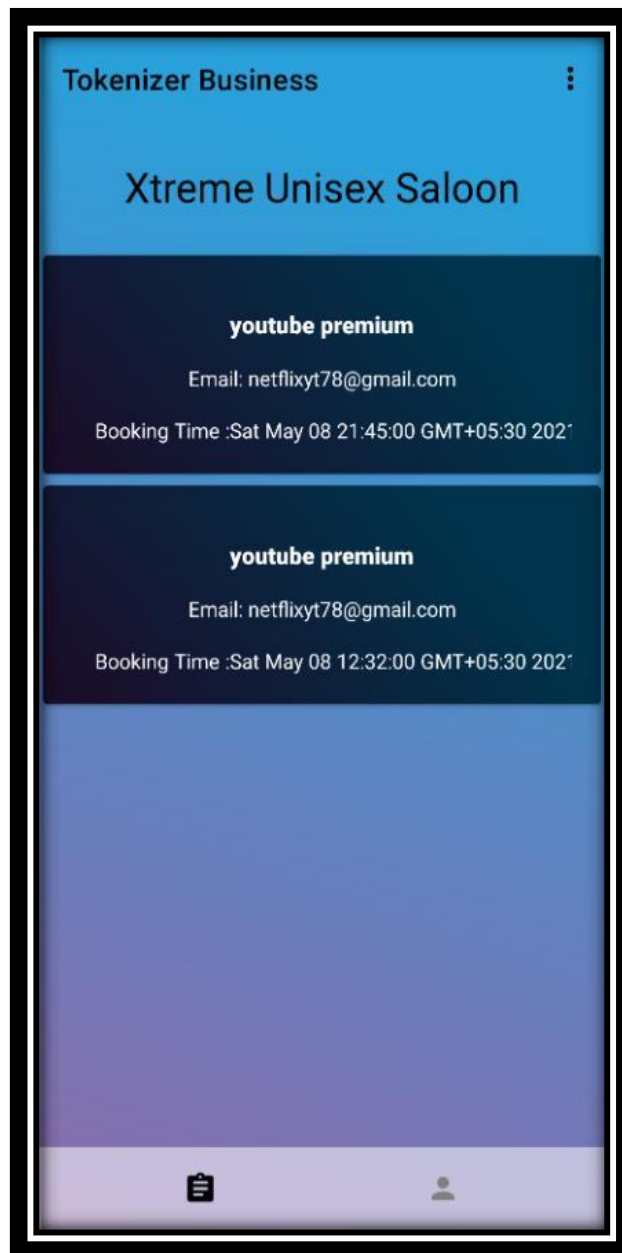 Tokenizer Business
Xtreme Unisex Saloon
youtube premium
Email: netflixyt78@gmail.com
Booking Time :Sat May 08 21:45:00 GMT+05:30 2021
youtube premium
Email: netflixyt78@gmail.com
Booking Time :Sat May 08 12:32:00 GMT+05:30 2021